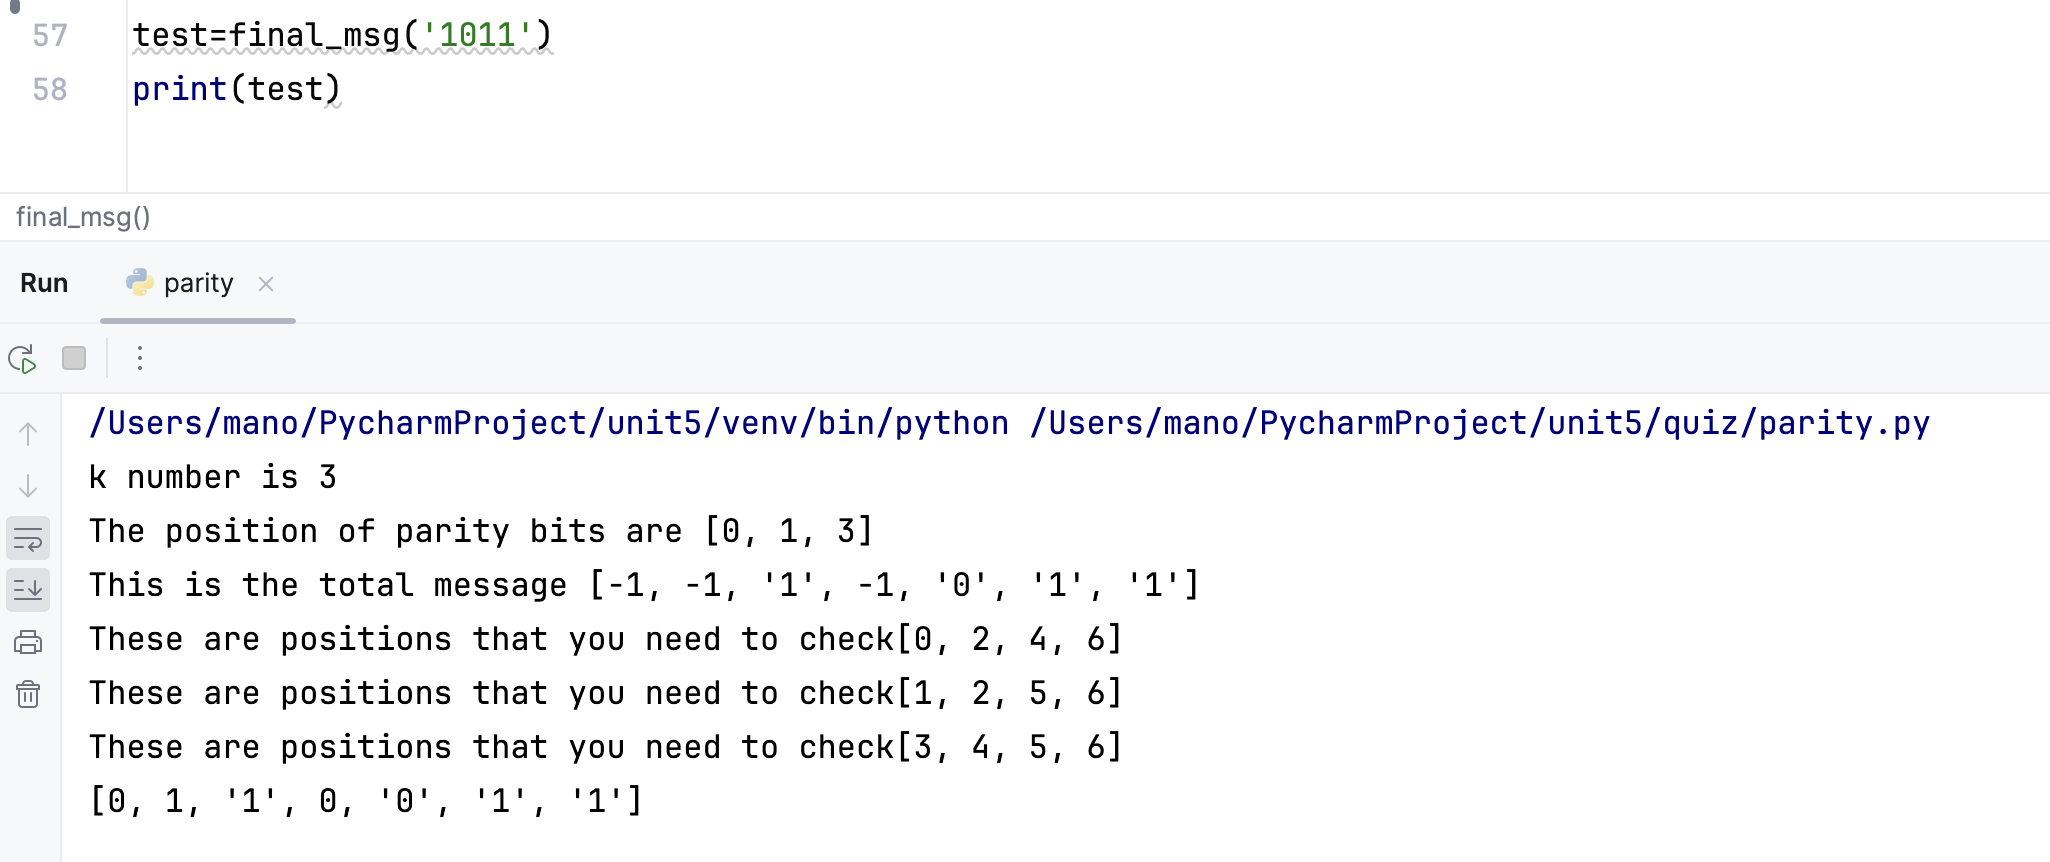 57 test=final_msg('1011')
58 print(test)
final_msg()
Run parity
/Users/mano/PycharmProject/unit5/venv/bin/python /Users/mano/PycharmProject/unit5/quiz/parity.py
k number is 3
The position of parity bits are [0, 1, 3]
This is the total message [-1, -1, '1', -1, '0', '1', '1']
These are positions that you need to check[0, 2, 4, 6]
These are positions that you need to check[1, 2, 5, 6]
These are positions that you need to check[3, 4, 5, 6]
[0, 1, '1', 0, '0', '1', '1']